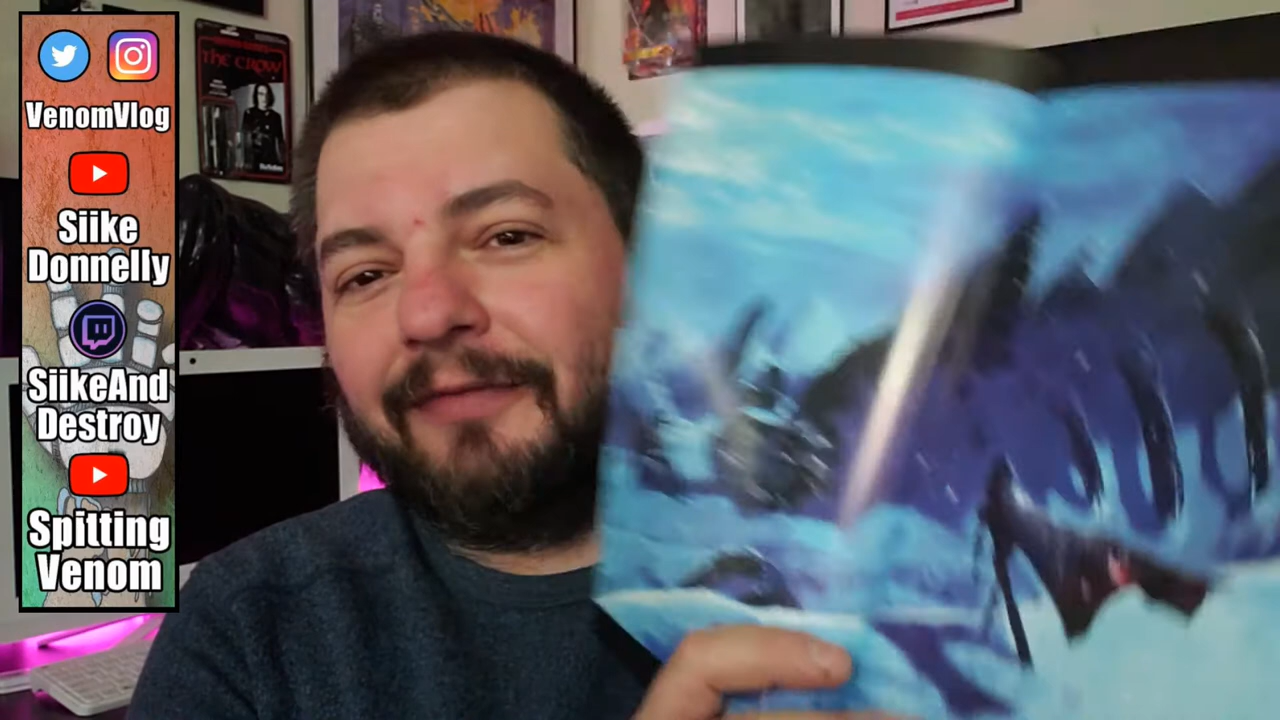 VenomVlog
Siike
Donnelly
SiikeAnd
Destroy
Spitting
Venom
THE CROW